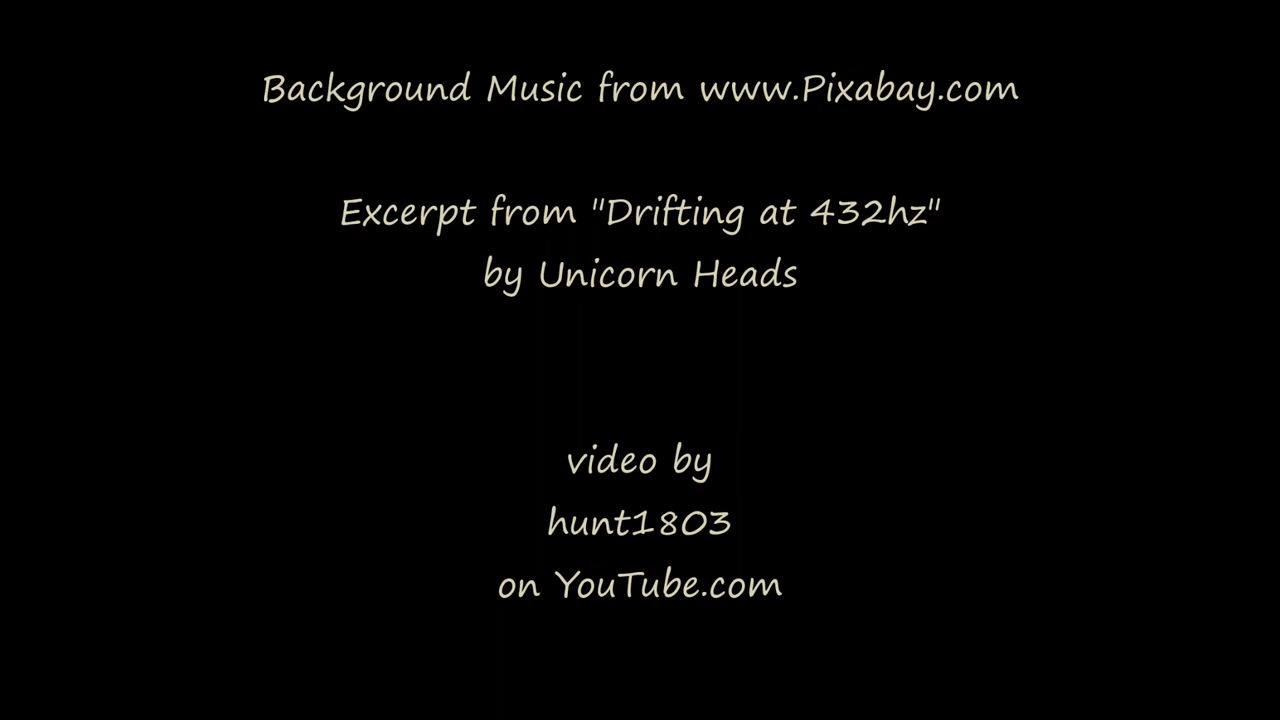 Background Music from www.Pixabay.com
Excerpt from "Drifting at 432hz"
by Unicorn Heads
video by
hunt1803
on YouTube.com